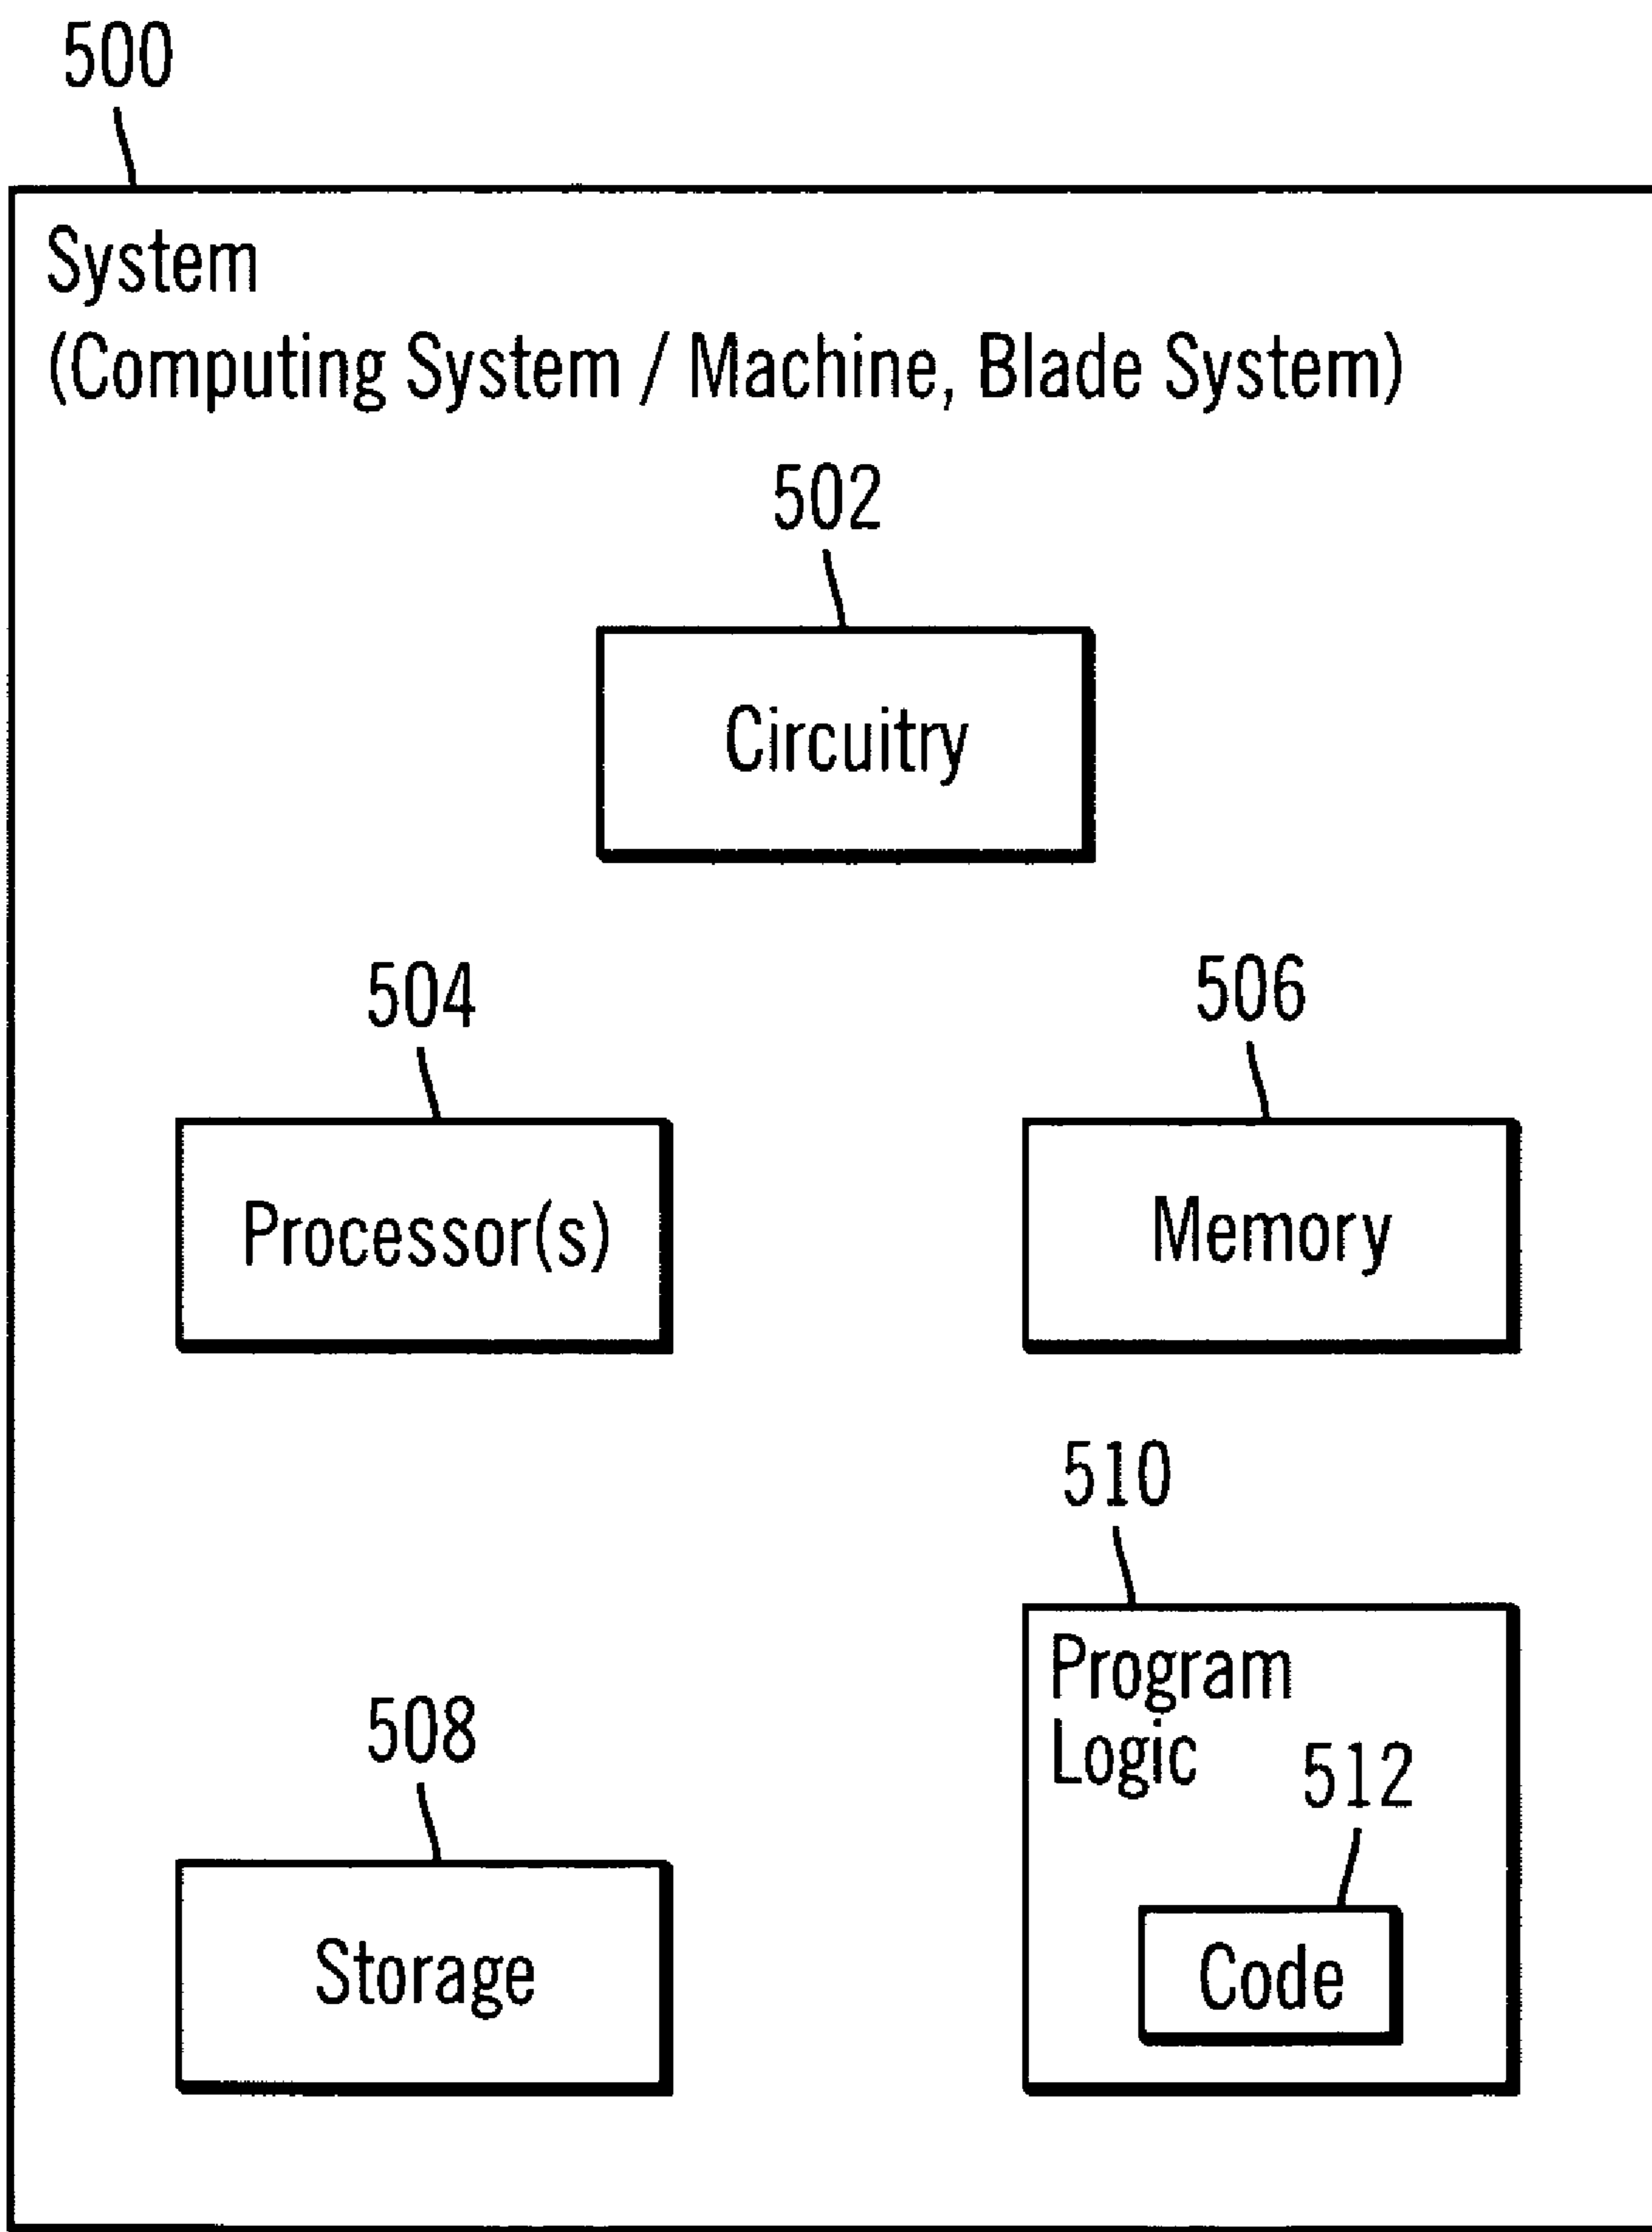 500
System
(Computing System / Machine, Blade System)
502
Circuitry
504
506
Processor(s)
Memory
510
Program
Logic
508
512
Storage
Code